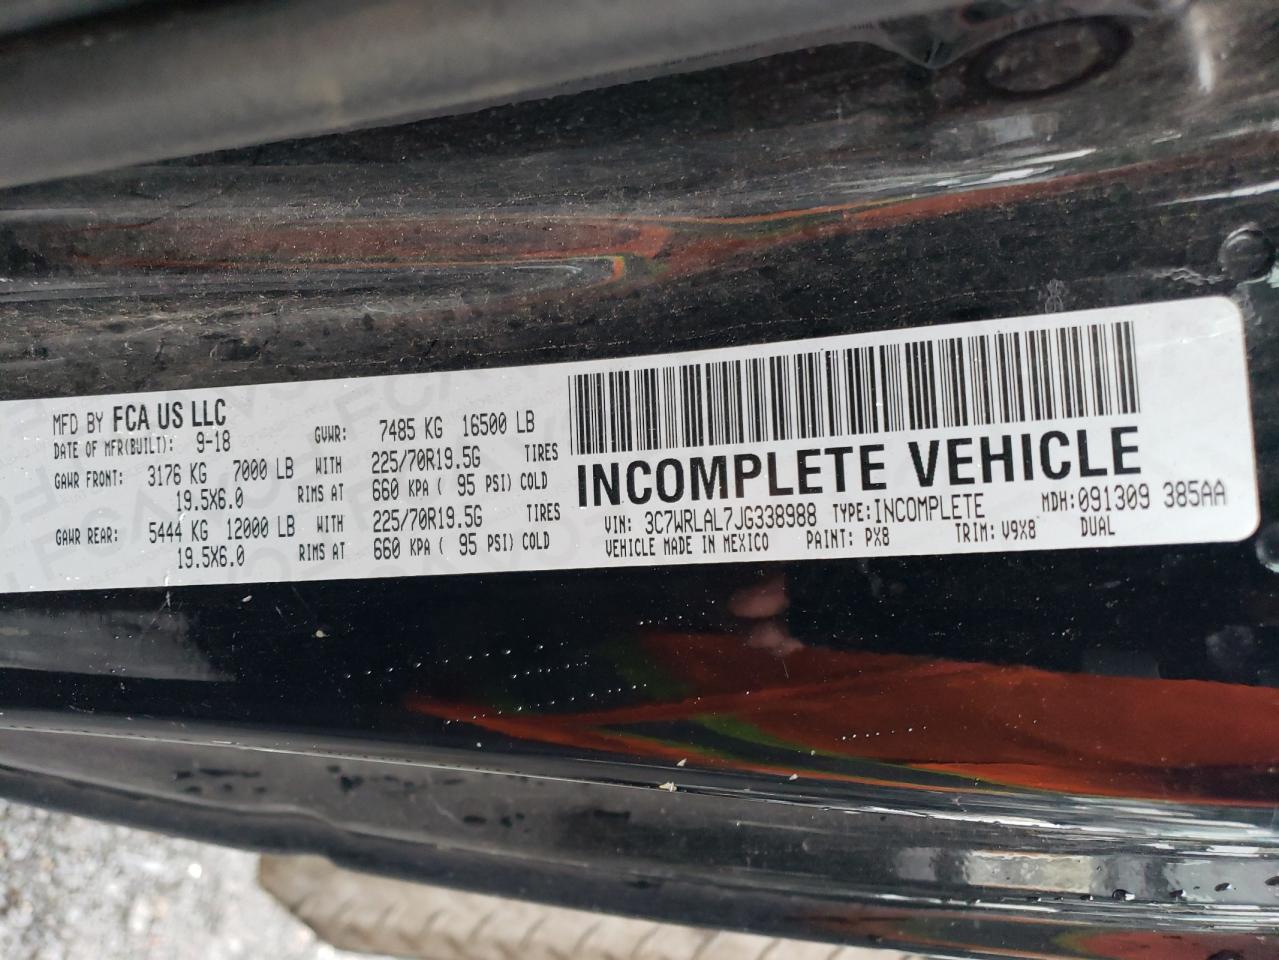 MFD BY FCA US LLC
DATE OF MFR(BUILT): 9-18 GVWR: 7485 KG 16500 LB
GAWR FRONT: 3176 KG 7000 LB WITH 225/70R19.5G TIRES
19.5X6.0 RIMS AT 660 KPA ( 95 PSI) COLD
GAWR REAR: 5444 KG 12000 LB WITH 225/70R19.5G TIRES
19.5X6.0 RIMS AT 660 KPA ( 95 PSI) COLD
INCOMPLETE VEHICLE
VIN: 3C7WRLAL7JG338988 TYPE: INCOMPLETE MDH: 091309 385AA
VEHICLE MADE IN MEXICO PAINT: PX8 TRIM: V9X8 DUAL